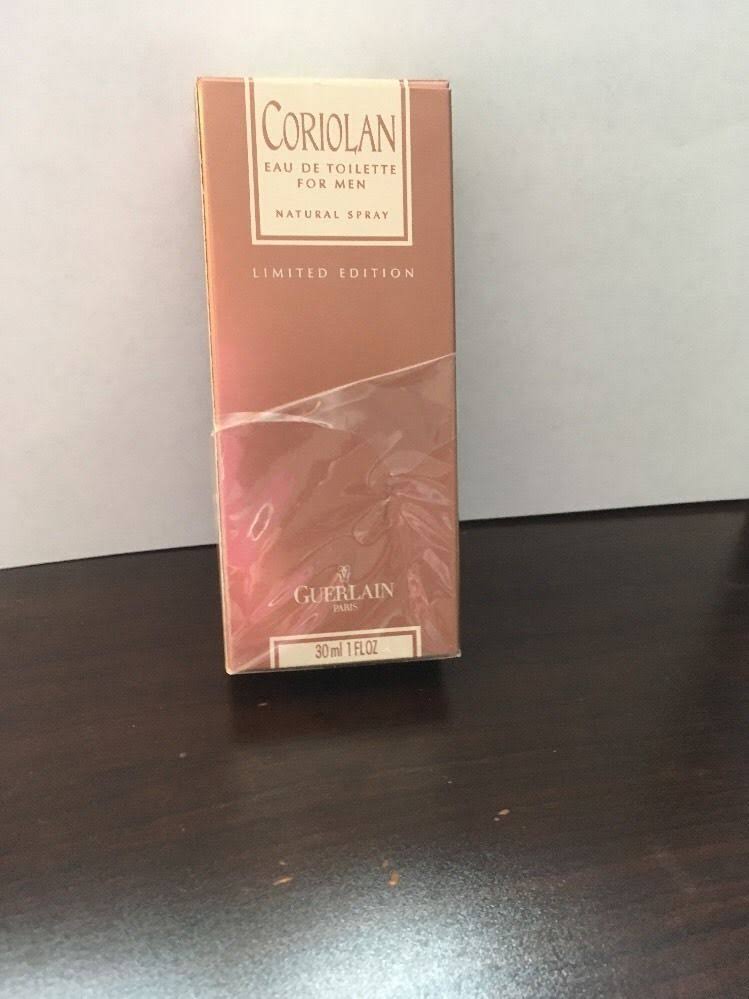 CORIOLAN
EAU DE TOILETTE
FOR MEN
NATURAL SPRAY
LIMITED EDITION
GUERLAIN
PARIS
30 ml 1 FL OZ